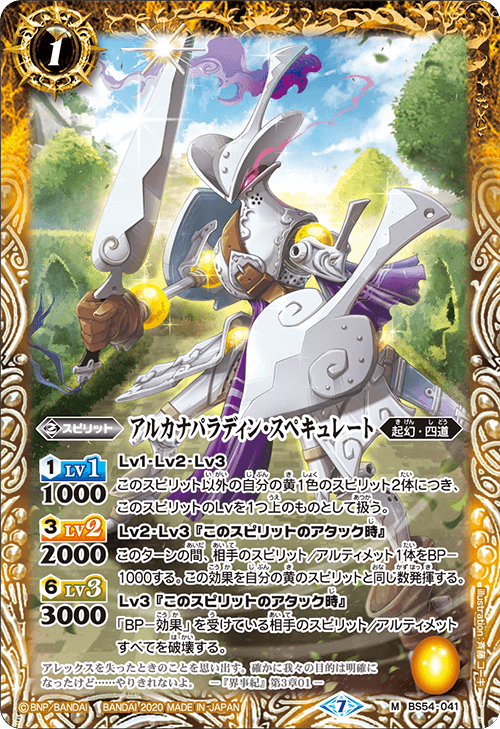 1
② スピリット アルカナパラディン・スペキュレート 起幻・四道
1 LV1 1000
Lv1・Lv2・Lv3
このスピリット以外の自分の黄1色のスピリット2体につき、
このスピリットのLvを1つ上のものとして扱う。
3 LV2 2000
Lv2・Lv3『このスピリットのアタック時』
このターンの間、相手のスピリット/アルティメット1体をBP-
1000する。この効果を自分の黄のスピリットと同じ数発揮する。
6 LV3 3000
Lv3『このスピリットのアタック時』
「BP-効果」を受けている相手のスピリット/アルティメット
すべてを破壊する。
アレックスを失ったときのことを思い出す。確かに我々の目的は明確に
なったけど……やりきれないよ。 ―『界事紀』第3章01―
Illustration:斉藤コーキ
©BNP/BANDAI BANDAI 2020 MADE IN JAPAN 7 M BS54-041